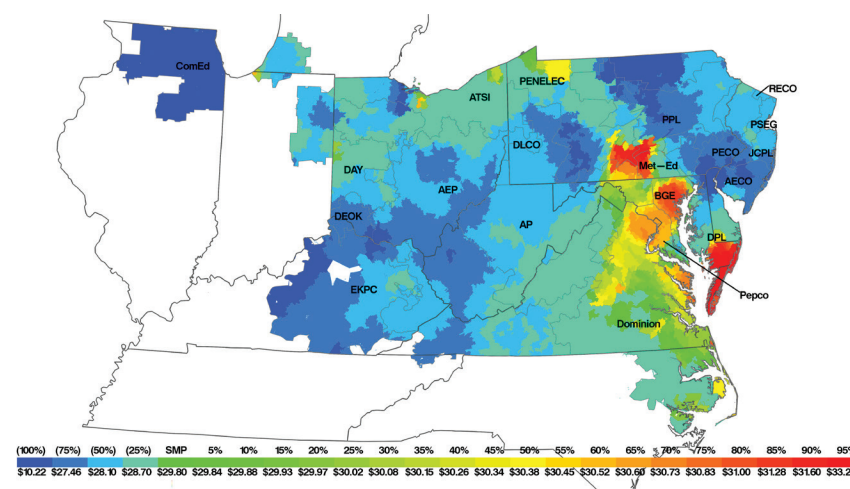 ComEd
PENELEC
ATSI
RECO
PPL
PSEG
DLCO
Met–Ed
PECO
JCPL
DAY
AEP
AECO
BGE
DEOK
AP
DPL
EKPC
Pepco
Dominion
(100%) (75%) (50%) (25%) SMP 5% 10% 15% 20% 25% 30% 35% 40% 45% 50% 55% 60% 65% 70% 75% 80% 85% 90% 95%
$10.22 $27.46 $28.10 $28.70 $29.80 $29.84 $29.88 $29.93 $29.97 $30.02 $30.08 $30.15 $30.26 $30.34 $30.38 $30.45 $30.52 $30.60 $30.73 $30.83 $31.00 $31.28 $31.60 $33.2